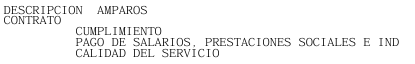 DESCRIPCION AMPAROS
CONTRATO
CUMPLIMIENTO
PAGO DE SALARIOS, PRESTACIONES SOCIALES E IND
CALIDAD DEL SERVICIO